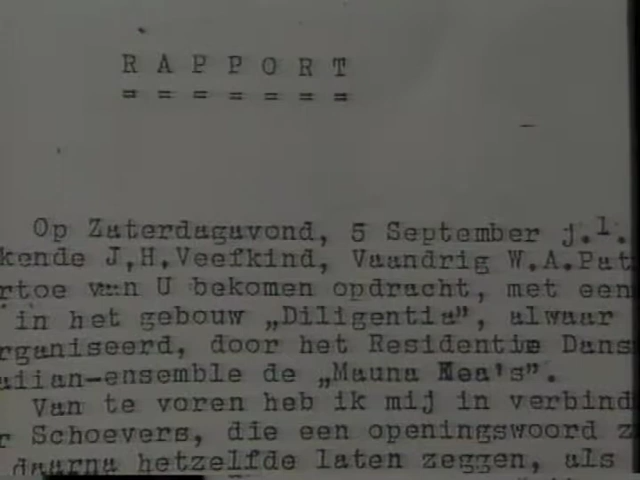 RAPPORT
=======
Op Zaterdagavond, 5 September j.l.
kende J.H.Veefkind, Vaandrig W.A.Pat
rtoe van U bekomen opdracht, met een
in het gebouw „Diligentia", alwaar
rganiseerd, door het Residentie Dans
aiian-ensemble de „Mauna Kea's".
Van te voren heb ik mij in verbind
r Schoevers, die een openingswoord z
daarna hetzelfde laten zeggen, als